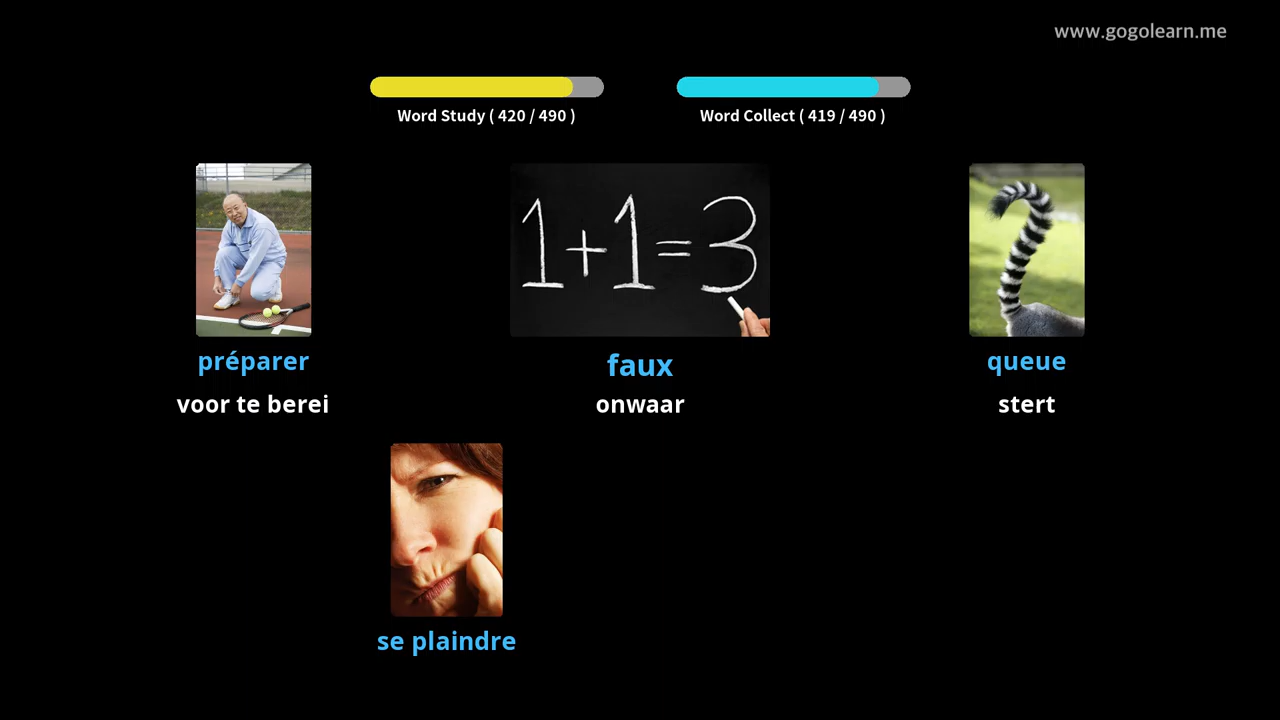 www.gogolearn.me
Word Study ( 420 / 490 )
Word Collect ( 419 / 490 )
1+1=3
préparer
faux
queue
voor te berei
onwaar
stert
se plaindre